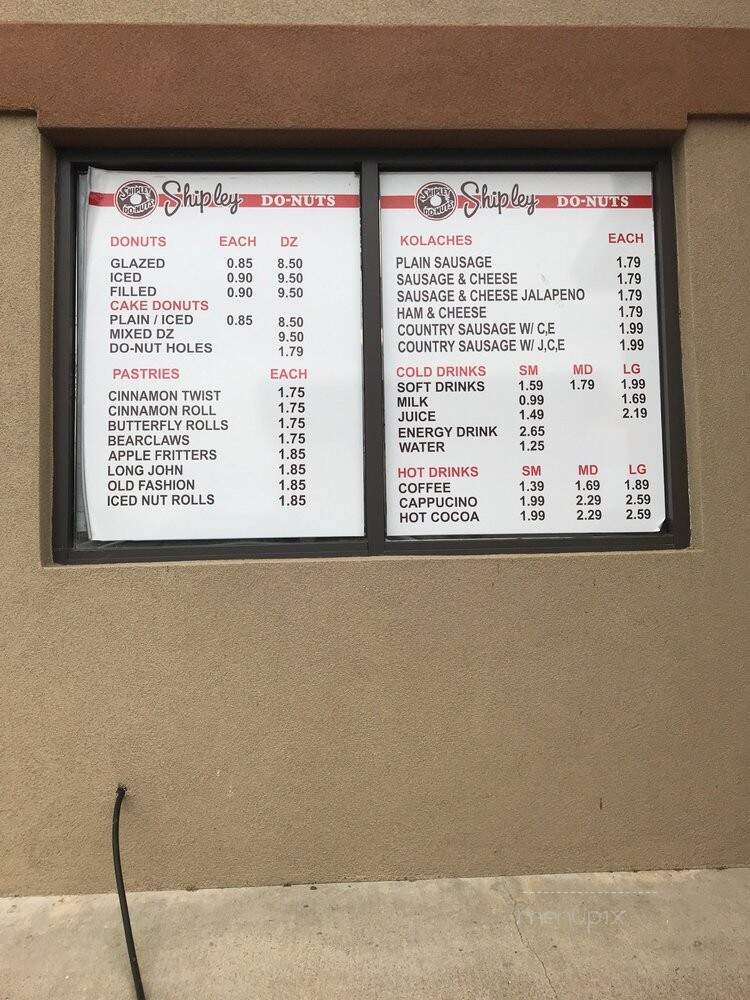 SHIPLEY DO-NUTS Shipley DO-NUTS
DONUTS EACH DZ
GLAZED 0.85 8.50
ICED 0.90 9.50
FILLED 0.90 9.50
CAKE DONUTS
PLAIN / ICED 0.85 8.50
MIXED DZ 9.50
DO-NUT HOLES 1.79
PASTRIES EACH
CINNAMON TWIST 1.75
CINNAMON ROLL 1.75
BUTTERFLY ROLLS 1.75
BEARCLAWS 1.75
APPLE FRITTERS 1.85
LONG JOHN 1.85
OLD FASHION 1.85
ICED NUT ROLLS 1.85
SHIPLEY DO-NUTS Shipley DO-NUTS
KOLACHES EACH
PLAIN SAUSAGE 1.79
SAUSAGE & CHEESE 1.79
SAUSAGE & CHEESE JALAPENO 1.79
HAM & CHEESE 1.79
COUNTRY SAUSAGE W/ C,E 1.99
COUNTRY SAUSAGE W/ J,C,E 1.99
COLD DRINKS SM MD LG
SOFT DRINKS 1.59 1.79 1.99
MILK 0.99 1.69
JUICE 1.49 2.19
ENERGY DRINK 2.65
WATER 1.25
HOT DRINKS SM MD LG
COFFEE 1.39 1.69 1.89
CAPPUCINO 1.99 2.29 2.59
HOT COCOA 1.99 2.29 2.59
menupix